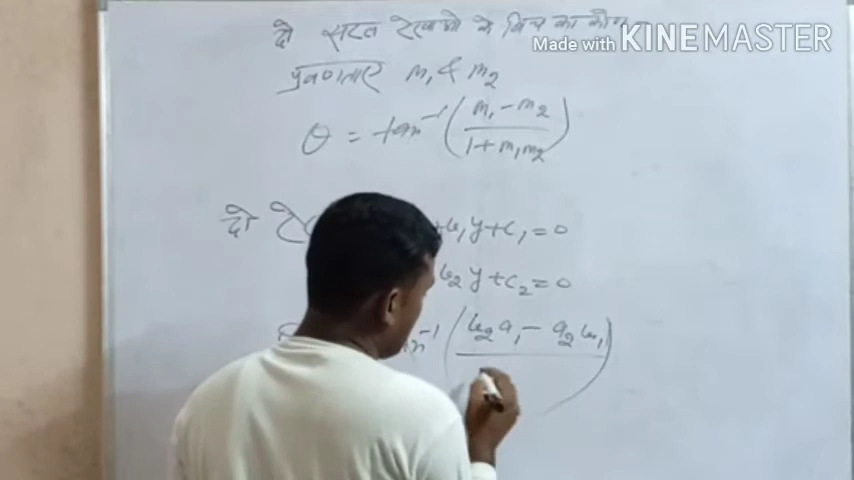 दो सरल रेखाओ के बिच का कोण
Made with KINEMASTER
प्रवणताएं m₁ & m₂
θ = tan⁻¹ (m₁ - m₂ / 1 + m₁m₂)
दो b₁y + c₁ = 0
b₂y + c₂ = 0
(b₂a₁ - a₂b₁)